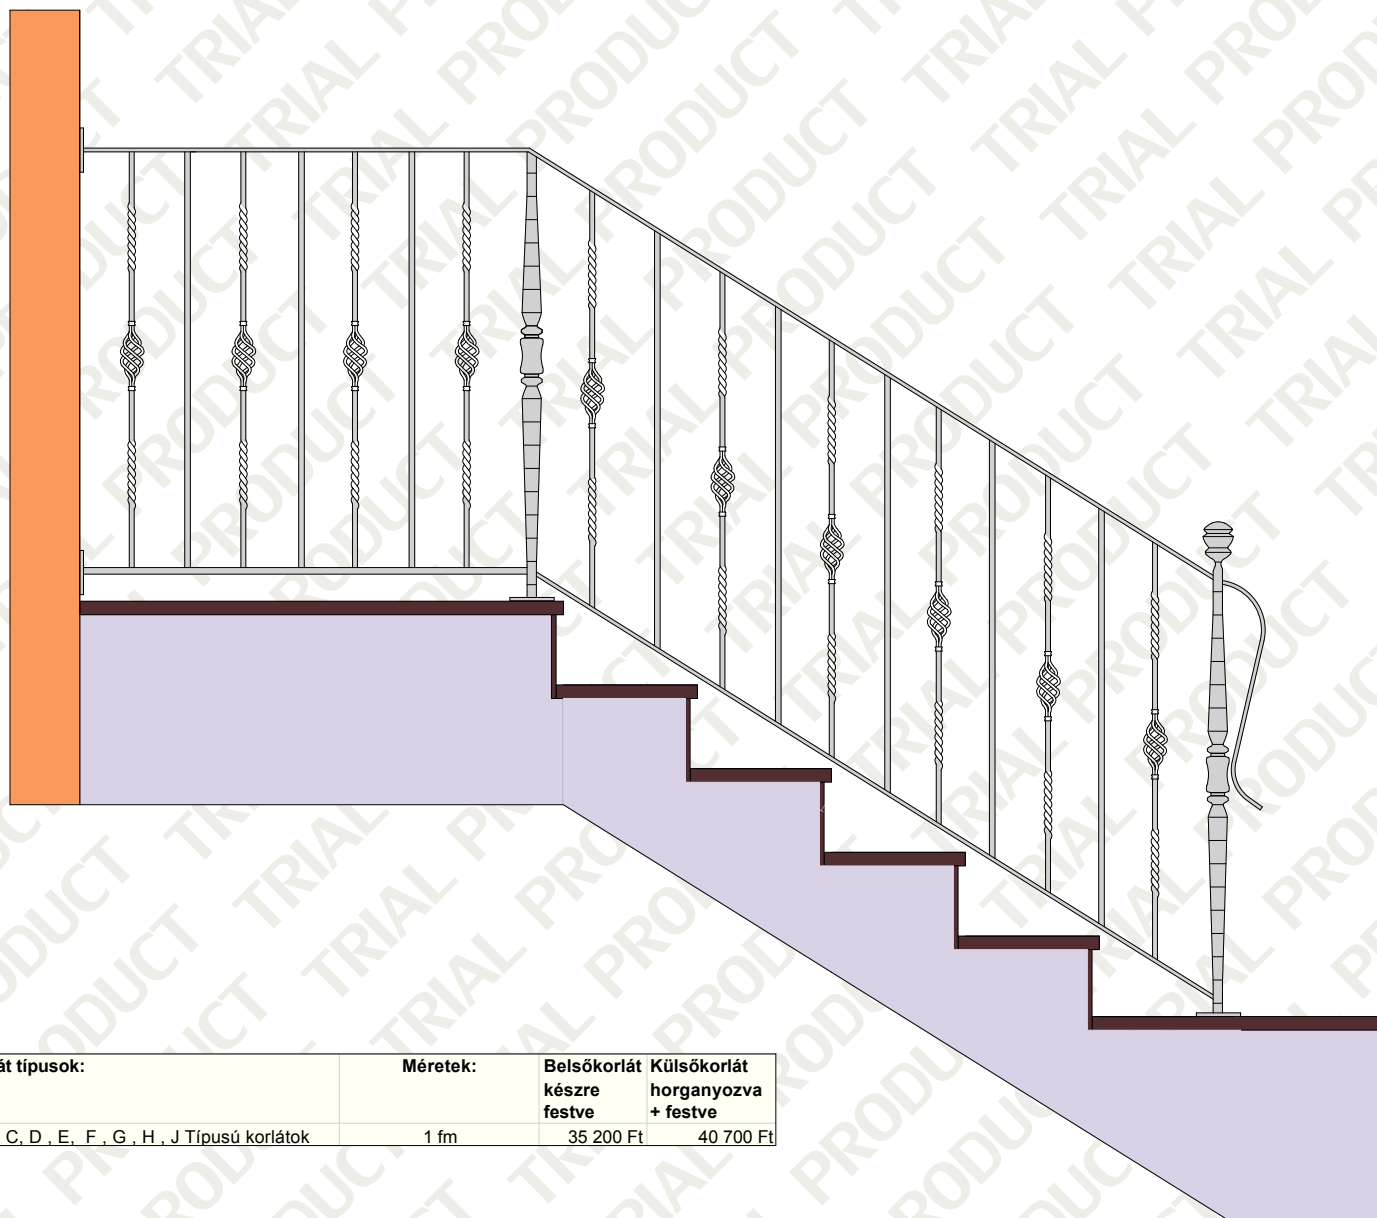 TRIAL PRODUCT
át típusok: Méretek: Belsőkorlát Külsőkorlát
készre horganyozva
festve + festve
C, D , E, F , G , H , J Típusú korlátok 1 fm 35 200 Ft 40 700 Ft